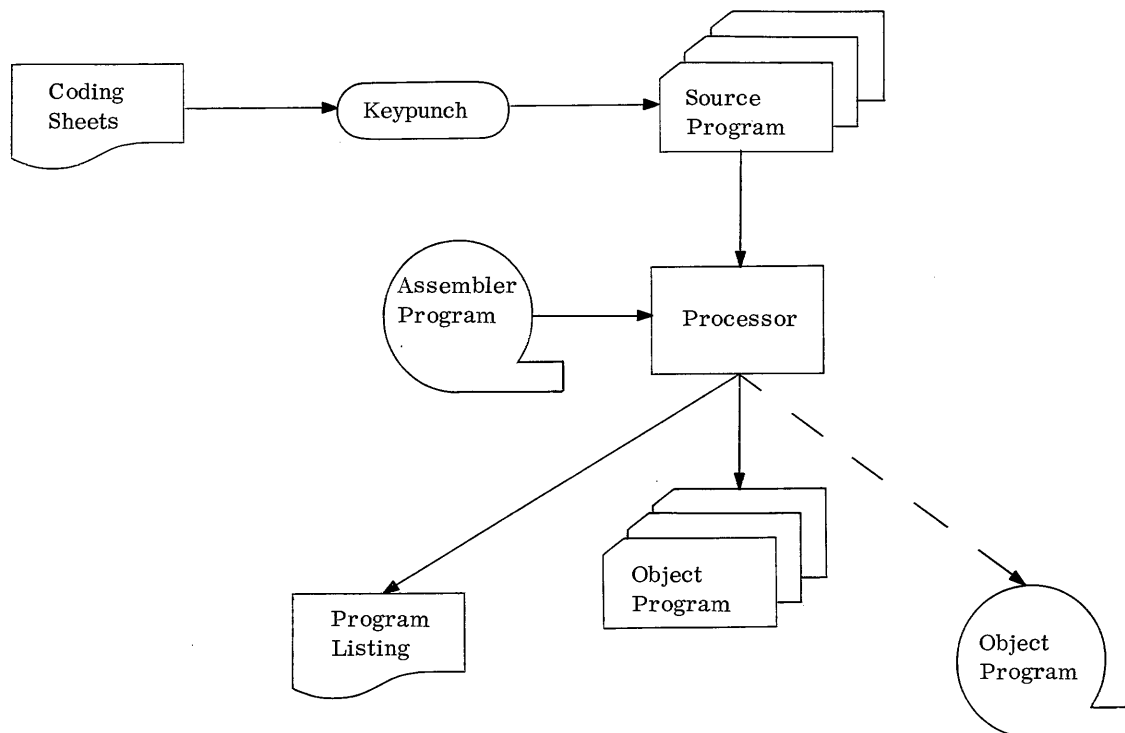 Coding
Sheets
Keypunch
Source
Program
Assembler
Program
Processor
Program
Listing
Object
Program
Object
Program